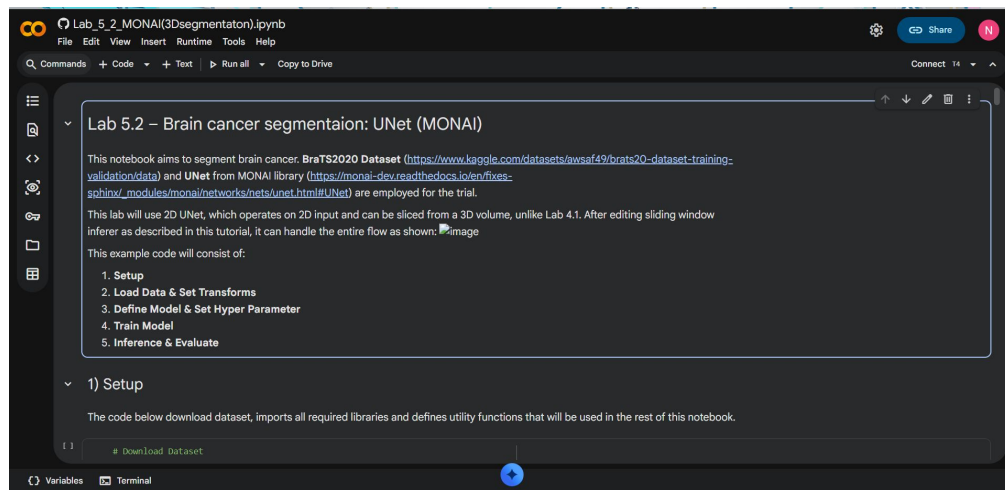 CO Lab_5_2_MONAI(3Dsegmentaton).ipynb
File Edit View Insert Runtime Tools Help
Share
N
Commands + Code + Text Run all Copy to Drive
Connect T4
Lab 5.2 – Brain cancer segmentaion: UNet (MONAI)
This notebook aims to segment brain cancer. BraTS2020 Dataset (https://www.kaggle.com/datasets/awsaf49/brats20-dataset-training-
validation/data) and UNet from MONAI library (https://monai-dev.readthedocs.io/en/fixes-
sphinx/_modules/monai/networks/nets/unet.html#UNet) are employed for the trial.
This lab will use 2D UNet, which operates on 2D input and can be sliced from a 3D volume, unlike Lab 4.1. After editing sliding window
inferer as described in this tutorial, it can handle the entire flow as shown: image
This example code will consist of:
1. Setup
2. Load Data & Set Transforms
3. Define Model & Set Hyper Parameter
4. Train Model
5. Inference & Evaluate
1) Setup
The code below download dataset, imports all required libraries and defines utility functions that will be used in the rest of this notebook.
[ ] # Download Dataset
{} Variables Terminal